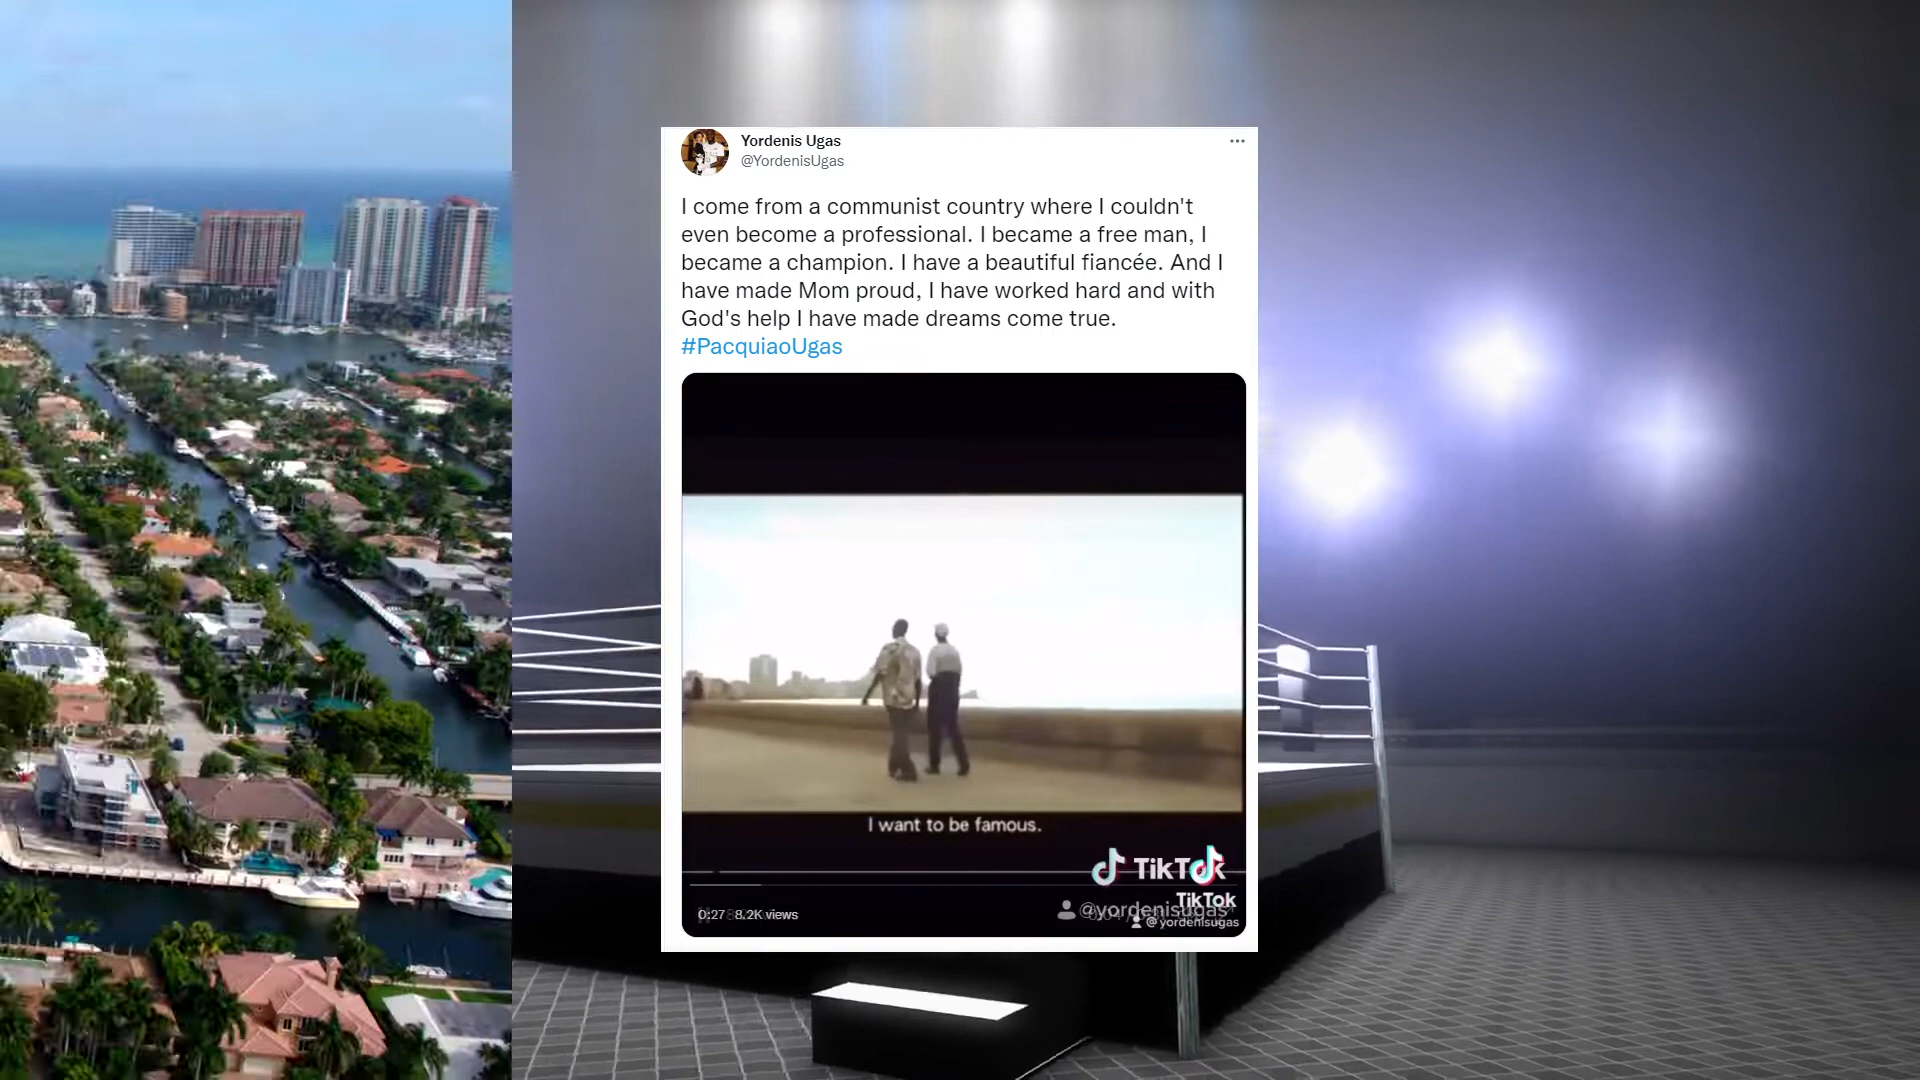 Yordenis Ugas
@YordenisUgas
I come from a communist country where I couldn't
even become a professional. I became a free man, I
became a champion. I have a beautiful fiancée. And I
have made Mom proud, I have worked hard and with
God's help I have made dreams come true.
#PacquiaoUgas
I want to be famous.
TikTok
TikTok
0:27 8.2K views
@yordenisugas
@yordenisugas